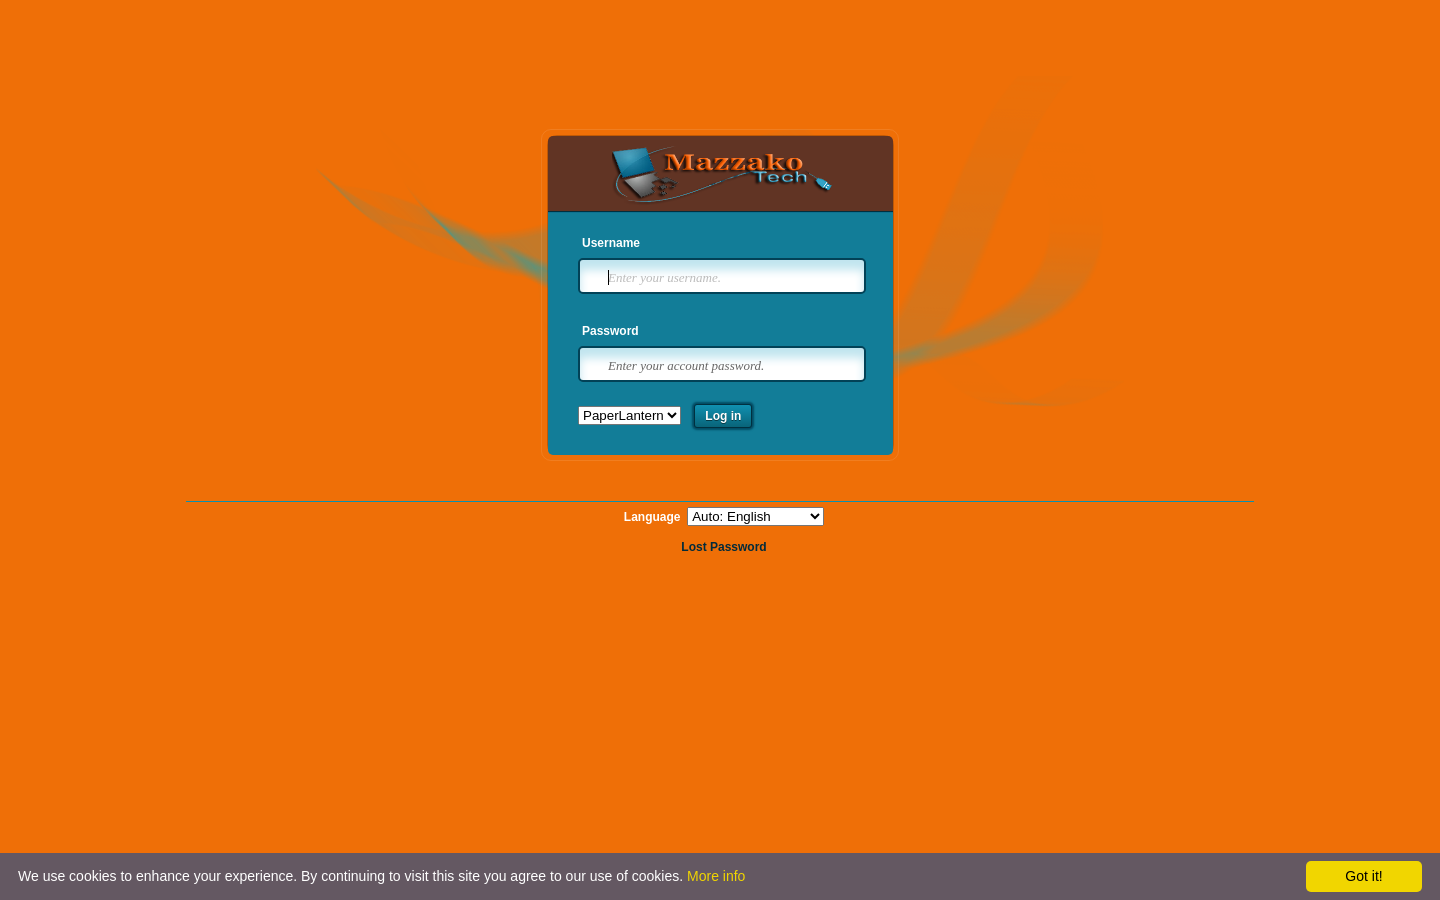 Mazzako
Tech
Username
Enter your username.
Password
Enter your account password.
PaperLantern Log in
Language Auto: English
Lost Password
We use cookies to enhance your experience. By continuing to visit this site you agree to our use of cookies. More info Got it!